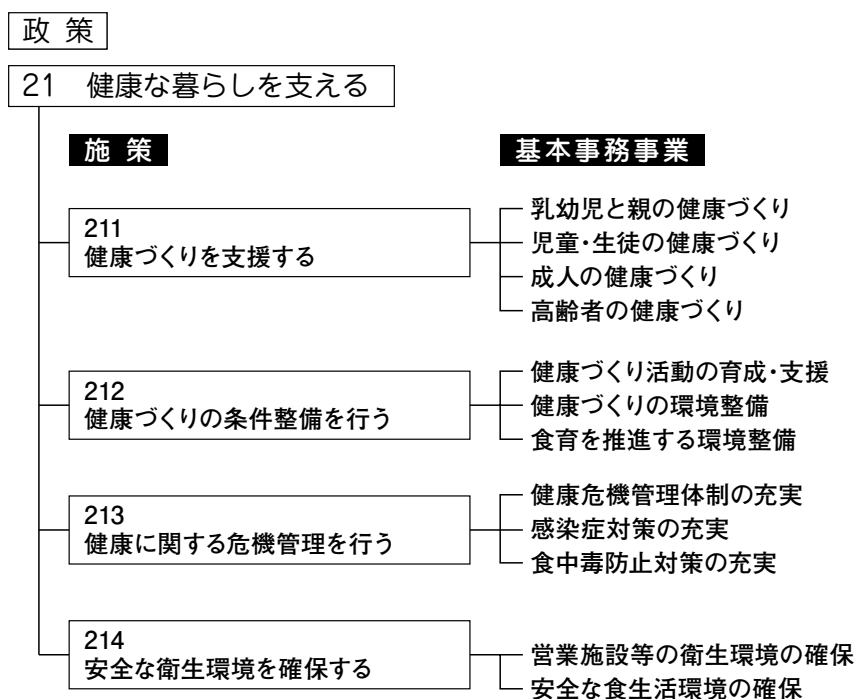 政 策
21 健康な暮らしを支える
施 策
基本事務事業
211
健康づくりを支援する
乳幼児と親の健康づくり
児童・生徒の健康づくり
成人の健康づくり
高齢者の健康づくり
212
健康づくりの条件整備を行う
健康づくり活動の育成・支援
健康づくりの環境整備
食育を推進する環境整備
213
健康に関する危機管理を行う
健康危機管理体制の充実
感染症対策の充実
食中毒防止対策の充実
214
安全な衛生環境を確保する
営業施設等の衛生環境の確保
安全な食生活環境の確保